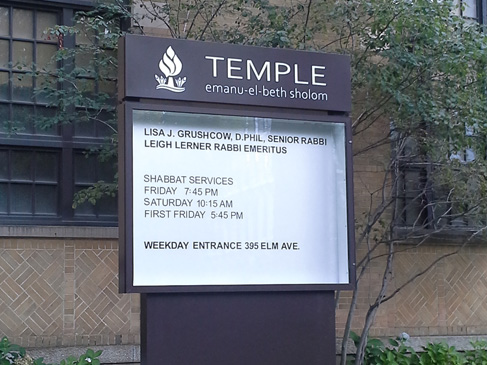 TEMPLE
emanu-el-beth sholom
LISA J. GRUSHCOW, D.PHIL, SENIOR RABBI
LEIGH LERNER RABBI EMERITUS
SHABBAT SERVICES
FRIDAY 7:45 PM
SATURDAY 10:15 AM
FIRST FRIDAY 5:45 PM
WEEKDAY ENTRANCE 395 ELM AVE.